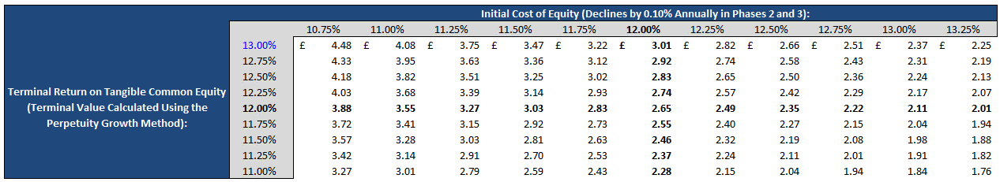 Initial Cost of Equity (Declines by 0.10% Annually in Phases 2 and 3):
10.75% 11.00% 11.25% 11.50% 11.75% 12.00% 12.25% 12.50% 12.75% 13.00% 13.25%
13.00% £ 4.48 £ 4.08 £ 3.75 £ 3.47 £ 3.22 £ 3.01 £ 2.82 £ 2.66 £ 2.51 £ 2.37 £ 2.25
12.75% 4.33 3.95 3.63 3.36 3.12 2.92 2.74 2.58 2.43 2.31 2.19
12.50% 4.18 3.82 3.51 3.25 3.02 2.83 2.65 2.50 2.36 2.24 2.13
Terminal Return on Tangible Common Equity 12.25% 4.03 3.68 3.39 3.14 2.93 2.74 2.57 2.42 2.29 2.17 2.07
(Terminal Value Calculated Using the 12.00% 3.88 3.55 3.27 3.03 2.83 2.65 2.49 2.35 2.22 2.11 2.01
Perpetuity Growth Method): 11.75% 3.72 3.41 3.15 2.92 2.73 2.55 2.40 2.27 2.15 2.04 1.94
11.50% 3.57 3.28 3.03 2.81 2.63 2.46 2.32 2.19 2.08 1.98 1.88
11.25% 3.42 3.14 2.91 2.70 2.53 2.37 2.24 2.11 2.01 1.91 1.82
11.00% 3.27 3.01 2.79 2.59 2.43 2.28 2.15 2.04 1.94 1.84 1.76